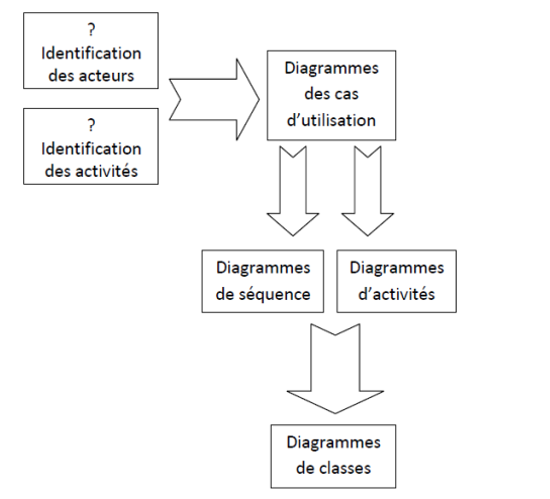 ?
Identification
des acteurs
?
Identification
des activités
Diagrammes
des cas
d'utilisation
Diagrammes
de séquence
Diagrammes
d'activités
Diagrammes
de classes